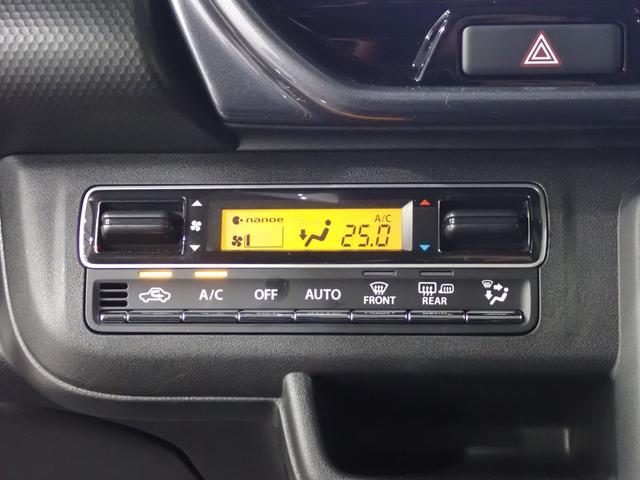 nanoe
A/C
25.0
A/C OFF AUTO FRONT REAR